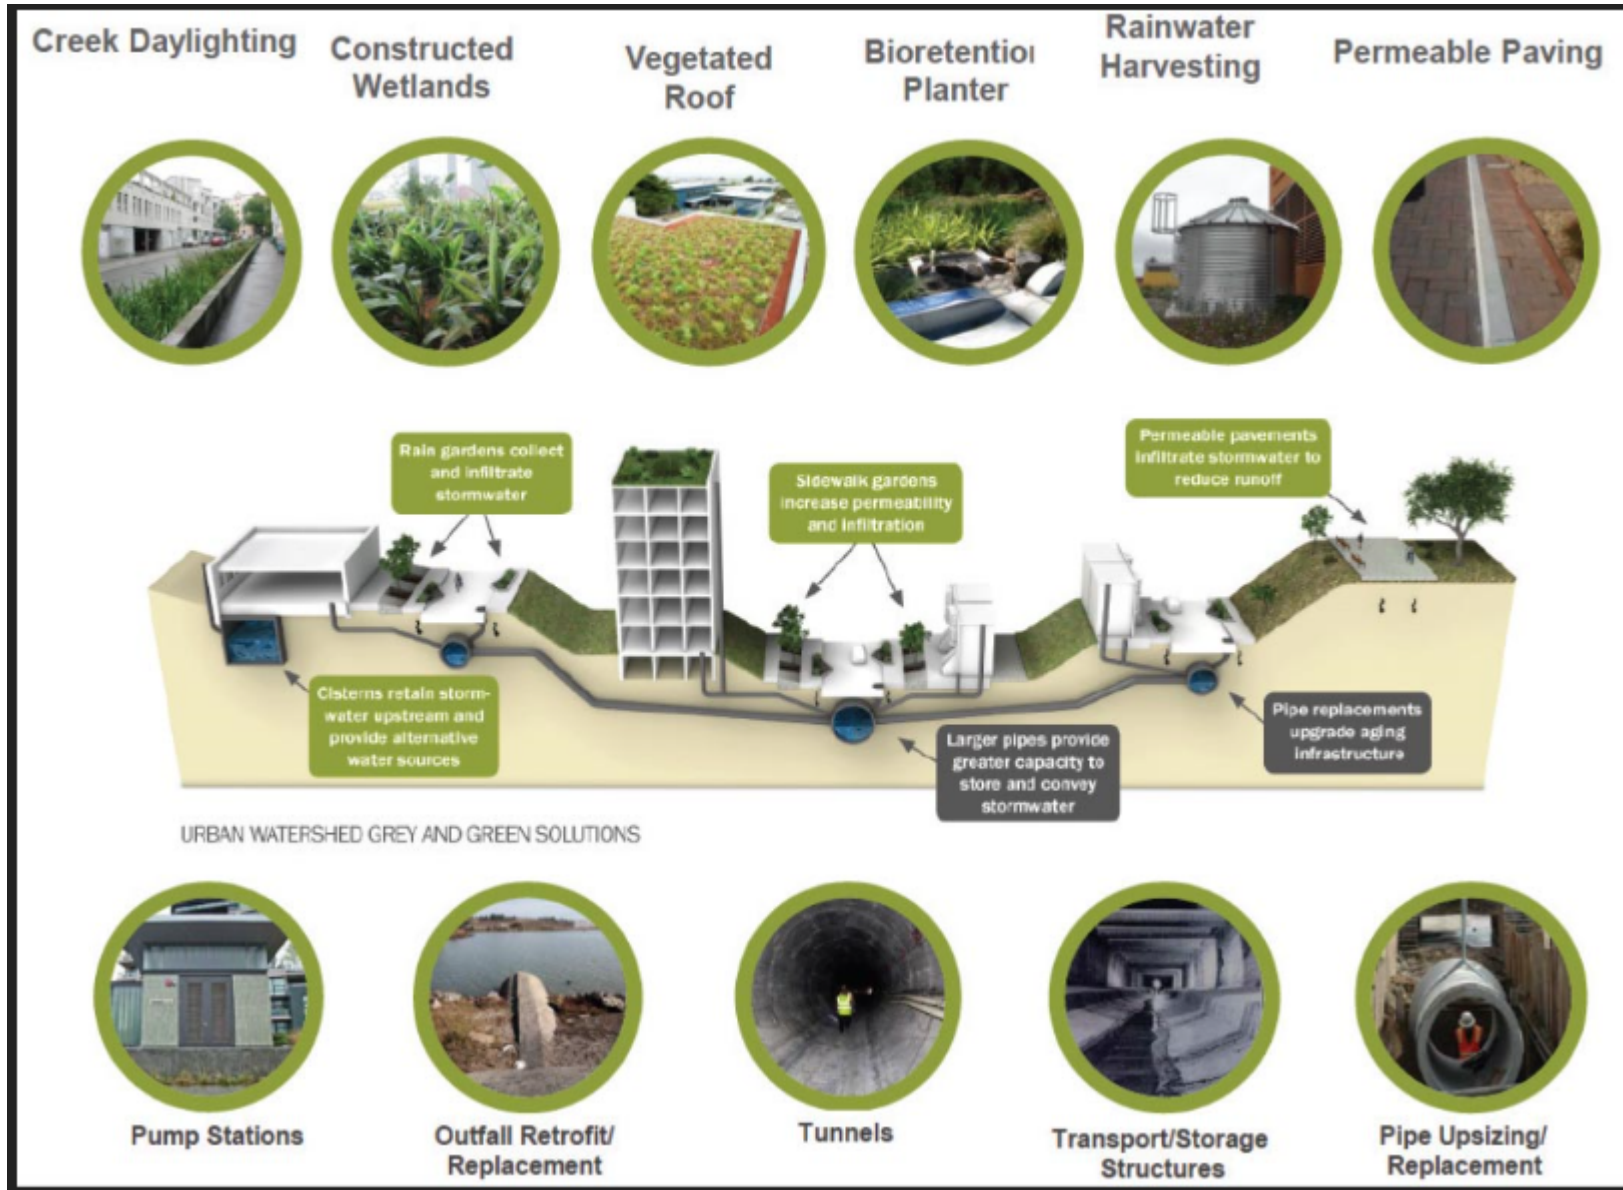 Creek Daylighting
Constructed
Wetlands
Vegetated
Roof
Bioretentio
Planter
Rainwater
Harvesting
Permeable Paving
Rain gardens collect
and infiltrate
stormwater
Sidewalk gardens
increase permeability
and infiltration
Permeable pavements
infiltrate stormwater to
reduce runoff
Cisterns retain storm-
water upstream and
provide alternative
water sources
Larger pipes provide
greater capacity to
store and convey
stormwater
Pipe replacements
upgrade aging
infrastructure
URBAN WATERSHED GREY AND GREEN SOLUTIONS
Pump Stations
Outfall Retrofit/
Replacement
Tunnels
Transport/Storage
Structures
Pipe Upsizing/
Replacement